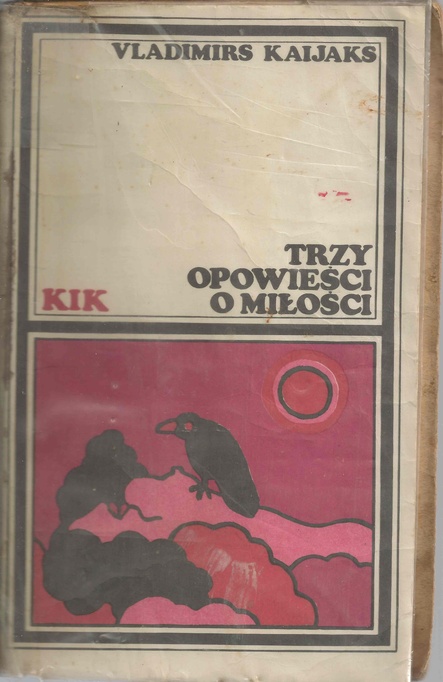 VLADIMIRS KAIJAKS
TRZY
OPOWIEŚCI
O MIŁOŚCI
KIK